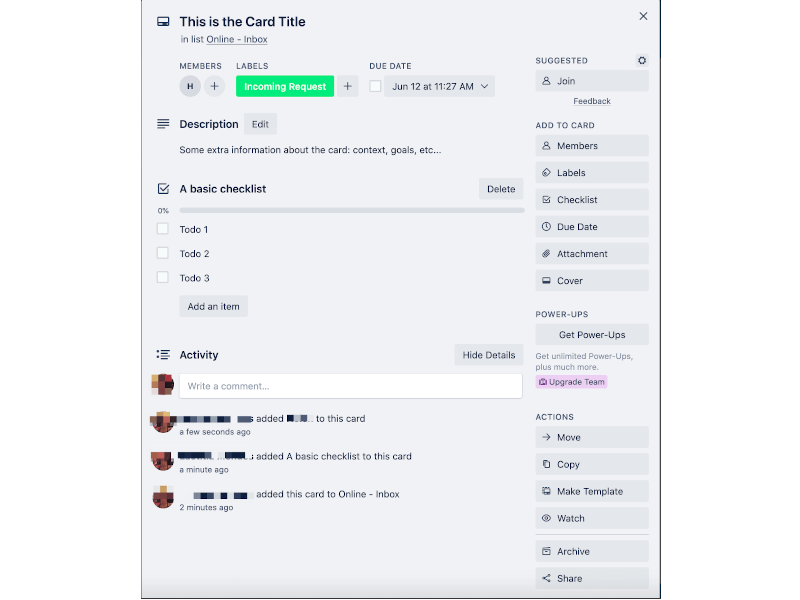 This is the Card Title
in list Online - Inbox
MEMBERS LABELS DUE DATE
H + Incoming Request + Jun 12 at 11:27 AM
Description Edit
Some extra information about the card: context, goals, etc...
A basic checklist Delete
0%
Todo 1
Todo 2
Todo 3
Add an item
Activity Hide Details
Write a comment...
added to this card
a few seconds ago
added A basic checklist to this card
a minute ago
added this card to Online - Inbox
2 minutes ago
SUGGESTED
Join
Feedback
ADD TO CARD
Members
Labels
Checklist
Due Date
Attachment
Cover
POWER-UPS
Get Power-Ups
Get unlimited Power-Ups,
plus much more.
Upgrade Team
ACTIONS
Move
Copy
Make Template
Watch
Archive
Share